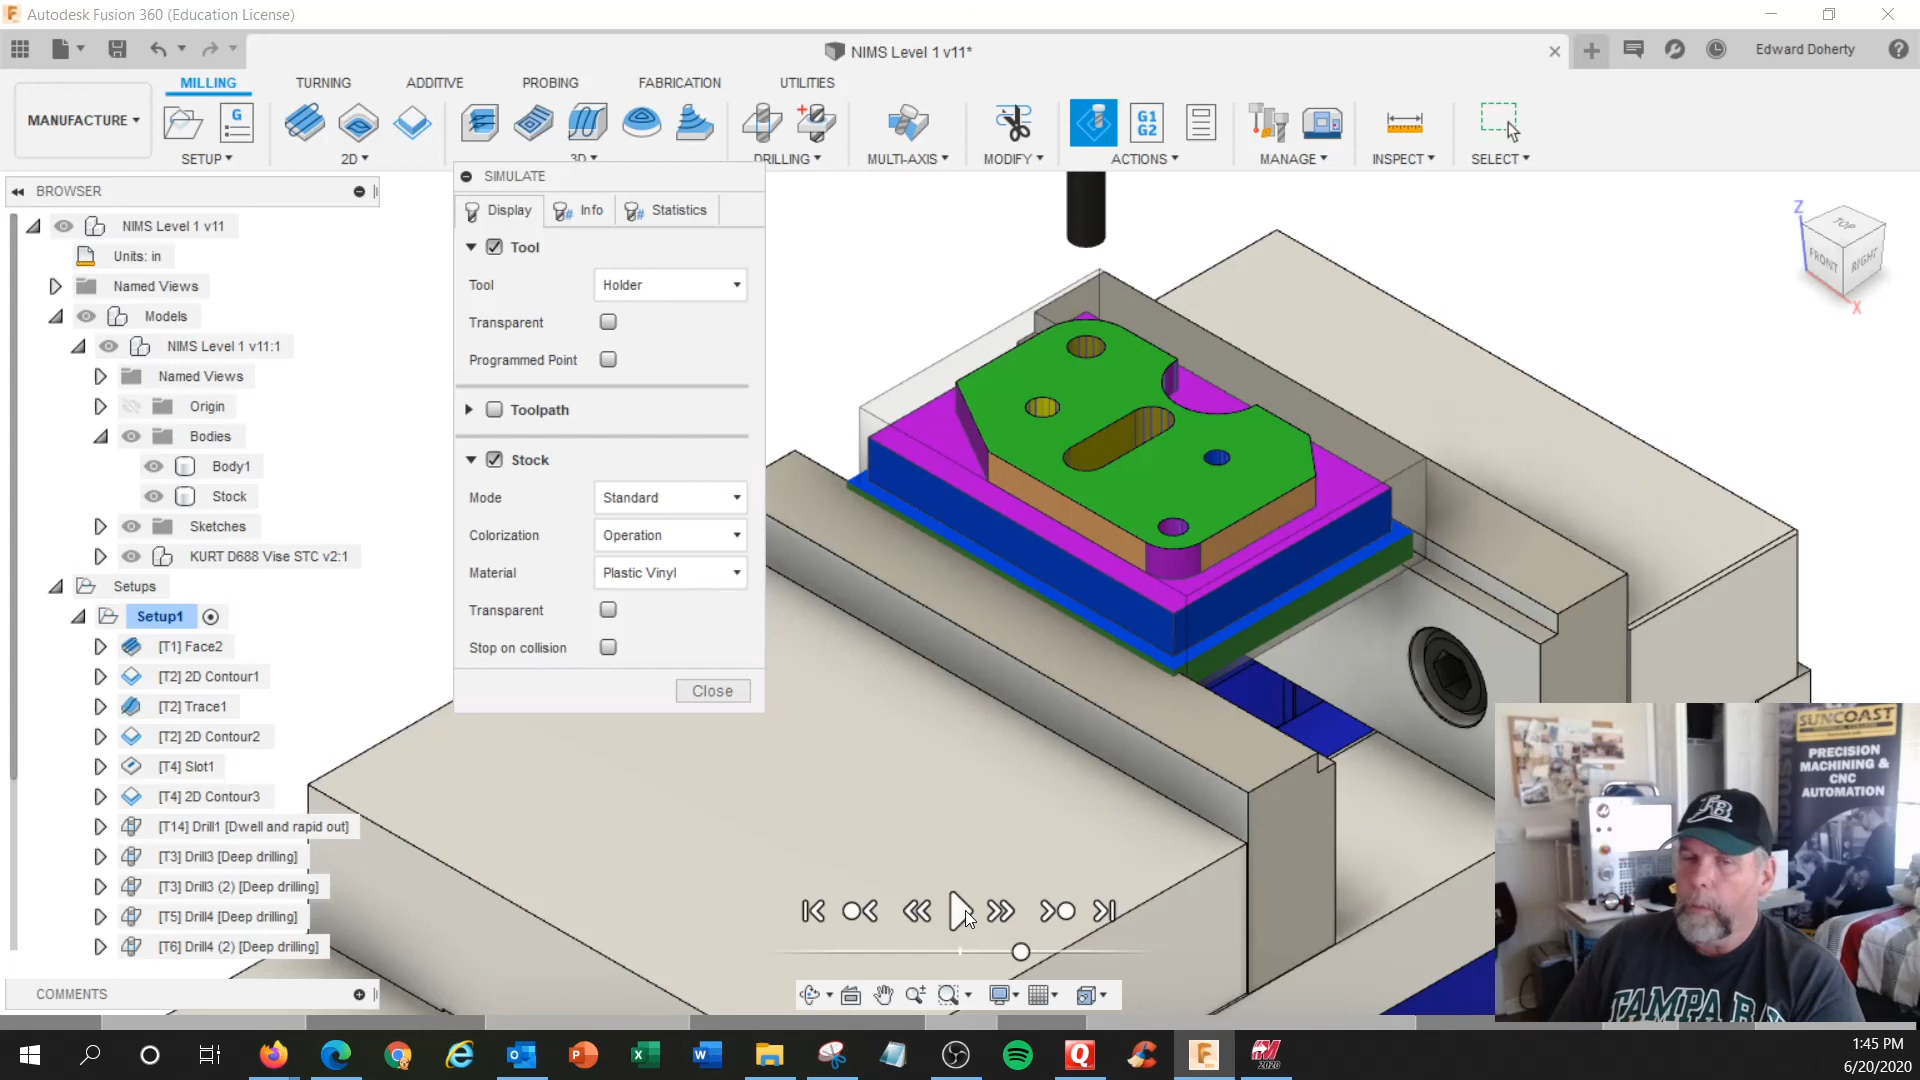 Autodesk Fusion 360 (Education License)
NIMS Level 1 v11*
Edward Doherty
MANUFACTURE
MILLING
TURNING
ADDITIVE
PROBING
FABRICATION
UTILITIES
G
G1
G2
SETUP
2D
3D
DRILLING
MULTI-AXIS
MODIFY
ACTIONS
MANAGE
INSPECT
SELECT
BROWSER
NIMS Level 1 v11
Units: in
Named Views
Models
NIMS Level 1 v11:1
Named Views
Origin
Bodies
Body1
Stock
Sketches
KURT D688 Vise STC v2:1
Setups
Setup1
[T1] Face2
[T2] 2D Contour1
[T2] Trace1
[T2] 2D Contour2
[T4] Slot1
[T4] 2D Contour3
[T14] Drill1 [Dwell and rapid out]
[T3] Drill3 [Deep drilling]
[T3] Drill3 (2) [Deep drilling]
[T5] Drill4 [Deep drilling]
[T6] Drill4 (2) [Deep drilling]
COMMENTS
SIMULATE
Display
Info
Statistics
Tool
Tool Holder
Transparent
Programmed Point
Toolpath
Stock
Mode Standard
Colorization Operation
Material Plastic Vinyl
Transparent
Stop on collision
Close
Z
TOP
FRONT
RIGHT
X
SUNCOAST
PRECISION
MACHINING &
CNC
AUTOMATION
TB
TAMPA B
1:45 PM
6/20/2020